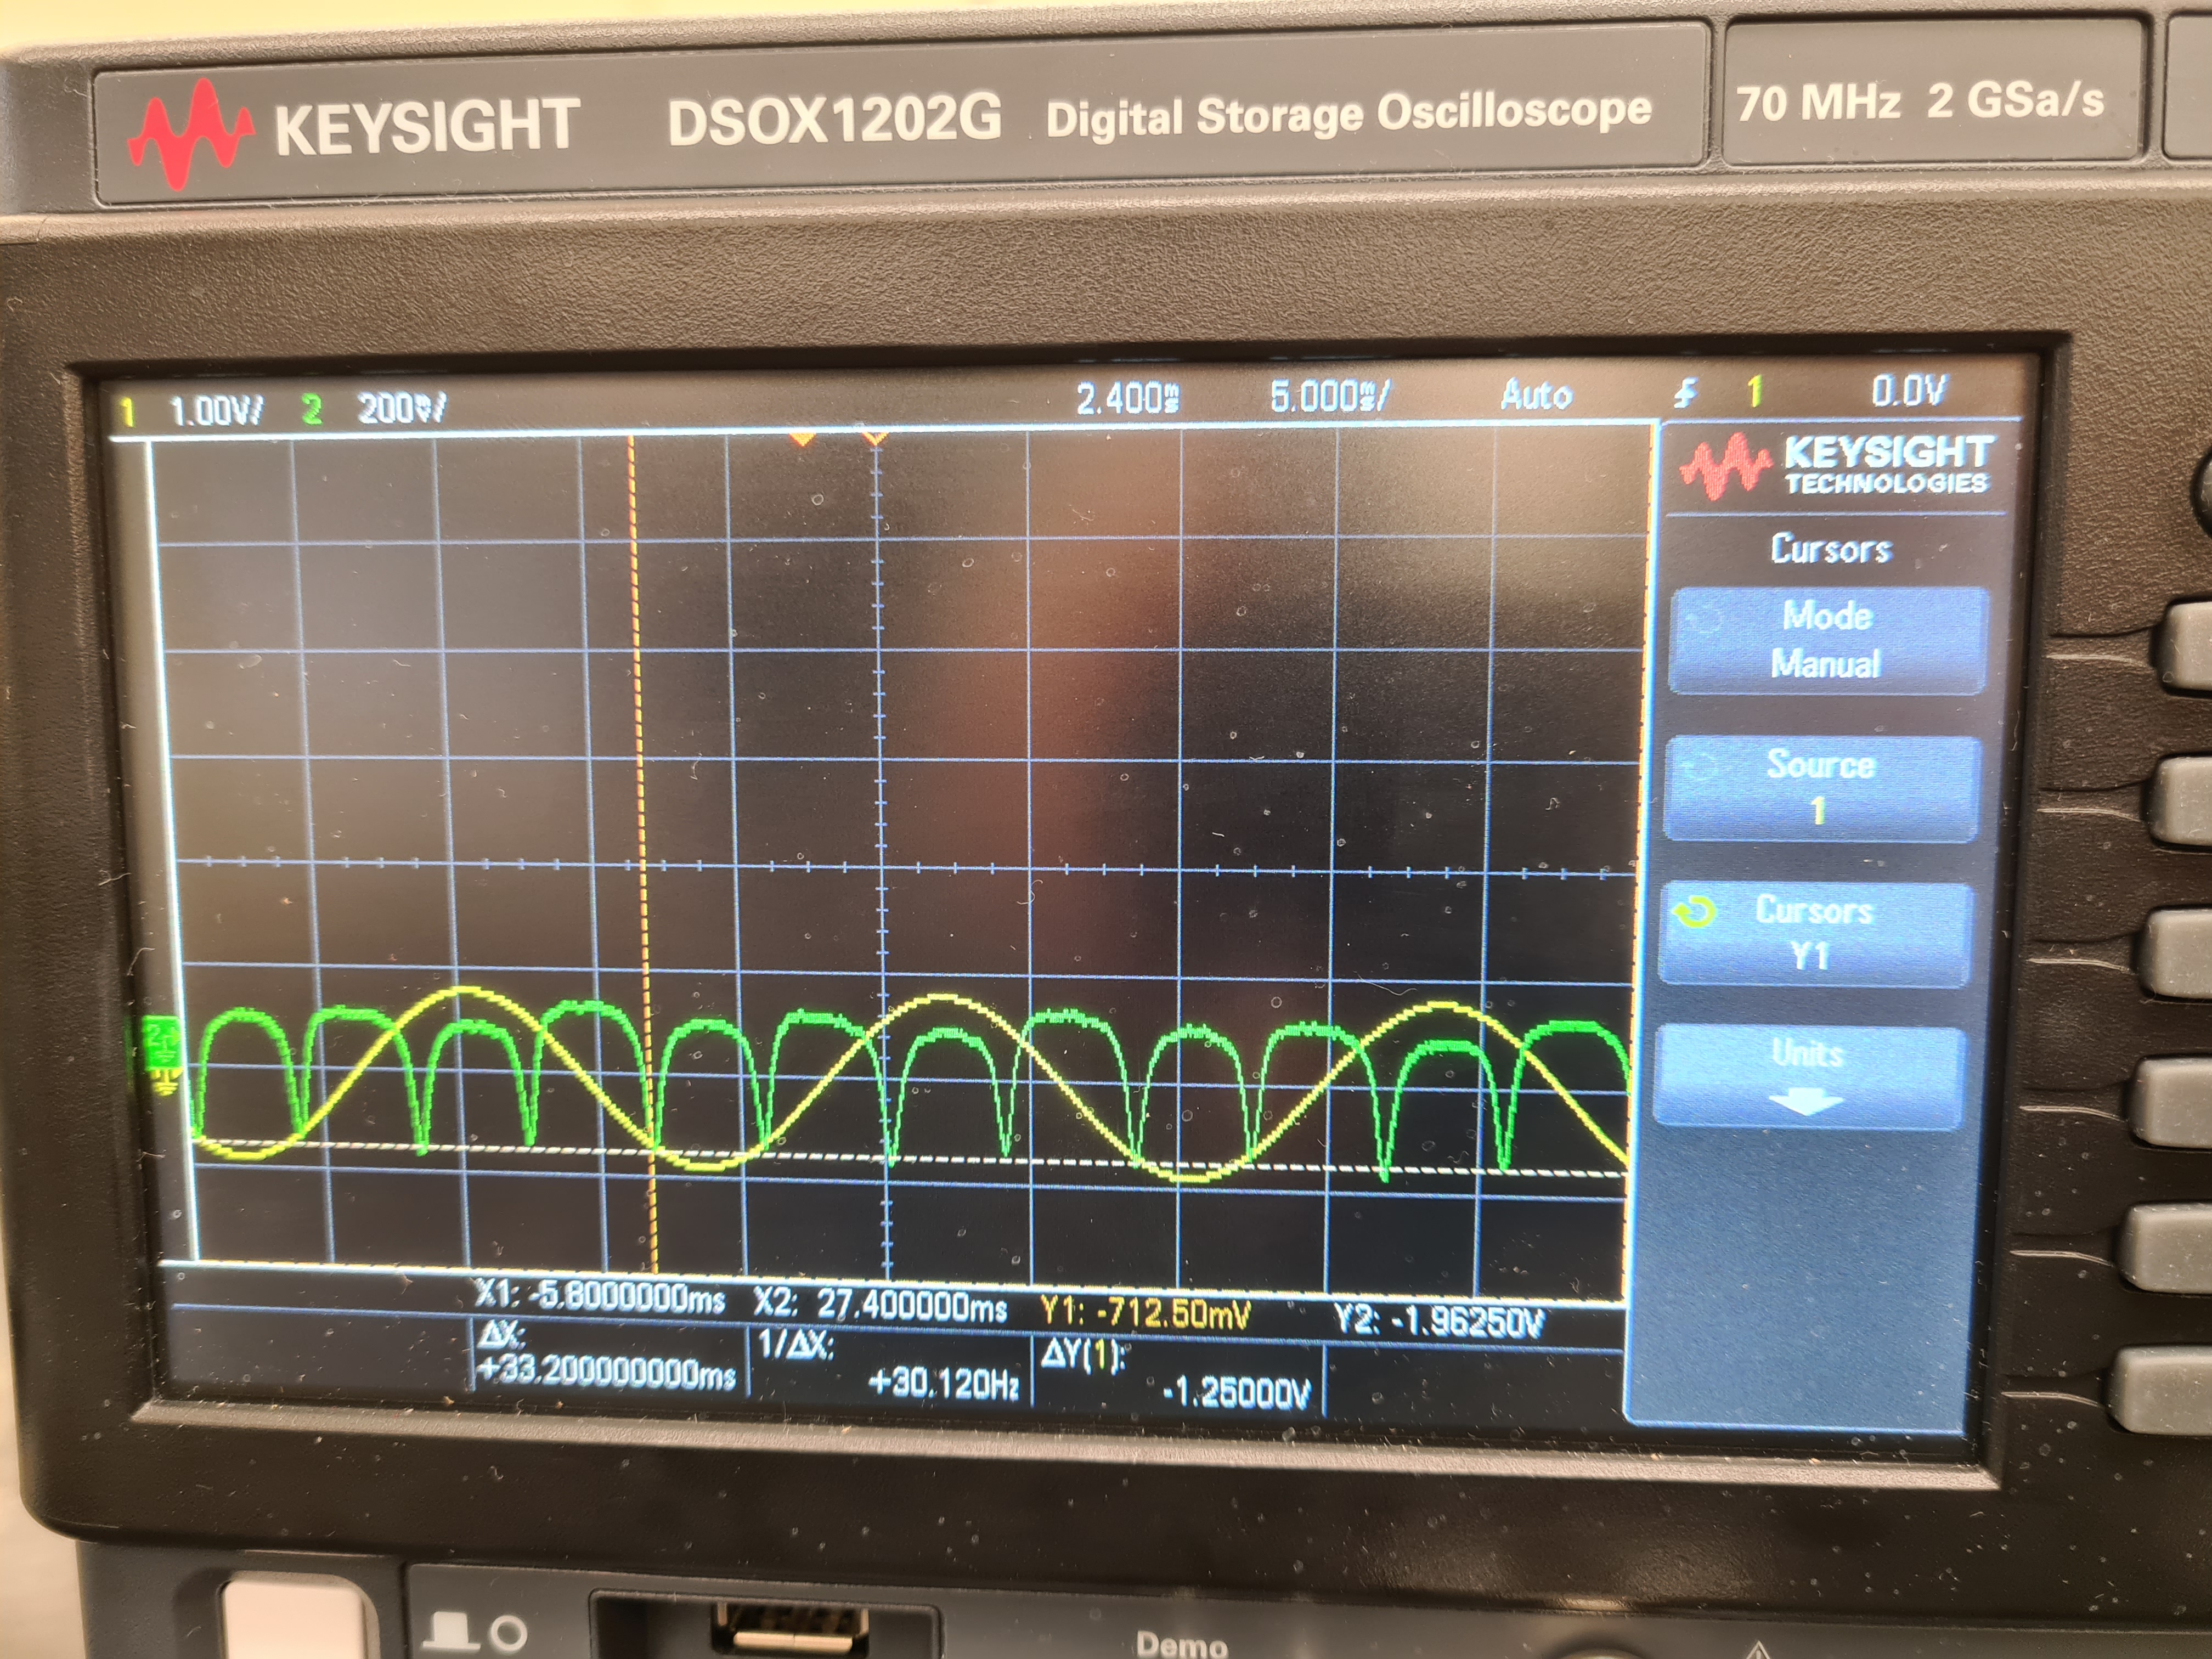 KEYSIGHT DSOX1202G Digital Storage Oscilloscope 70 MHz 2 GSa/s
1 1.00V/ 2 200mV/ 2.400ms 5.000ms/ Auto 1 0.0V
KEYSIGHT
TECHNOLOGIES
Cursors
Mode
Manual
Source
1
Cursors
Y1
Units
2
X1: -5.8000000ms X2: 27.400000ms Y1: -712.50mV Y2: -1.96250V
ΔX: 1/ΔX: ΔY(1):
+33.200000000ms +30.120Hz -1.25000V
Demo